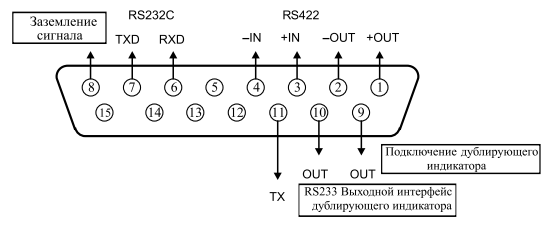 Заземление
сигнала
RS232C
RS422
TXD RXD –IN +IN –OUT +OUT
8 7 6 5 4 3 2 1
15 14 13 12 11 10 9
Подключение дублирующего
индикатора
TX
OUT OUT
RS233 Выходной интерфейс
дублирующего индикатора